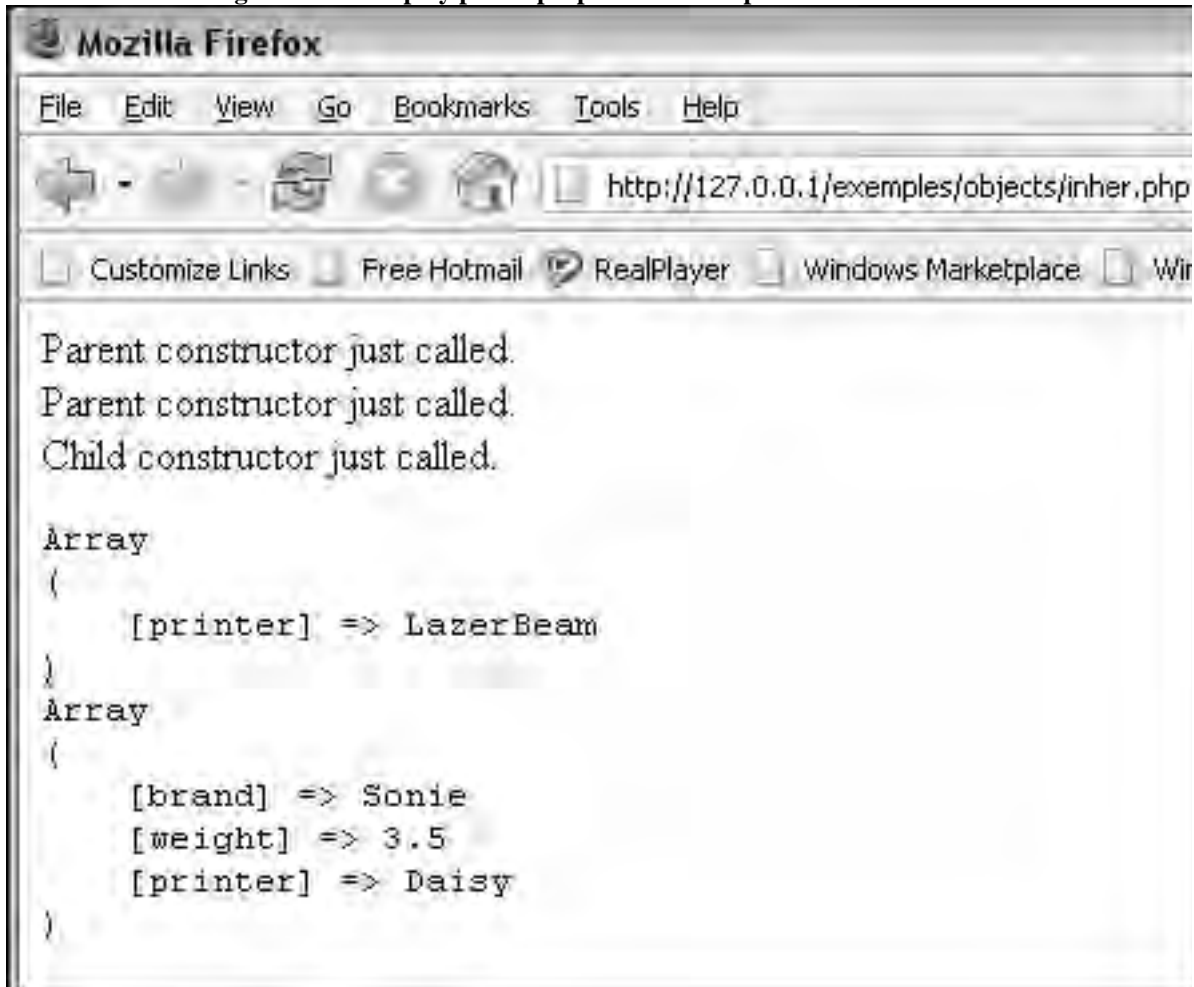 Mozilla Firefox
File Edit View Go Bookmarks Tools Help
http://127.0.0.1/exemples/objects/inher.php
Customize Links Free Hotmail RealPlayer Windows Marketplace
Parent constructor just called.
Parent constructor just called.
Child constructor just called.
Array
(
[printer] => LazerBeam
)
Array
(
[brand] => Sonie
[weight] => 3.5
[printer] => Daisy
)